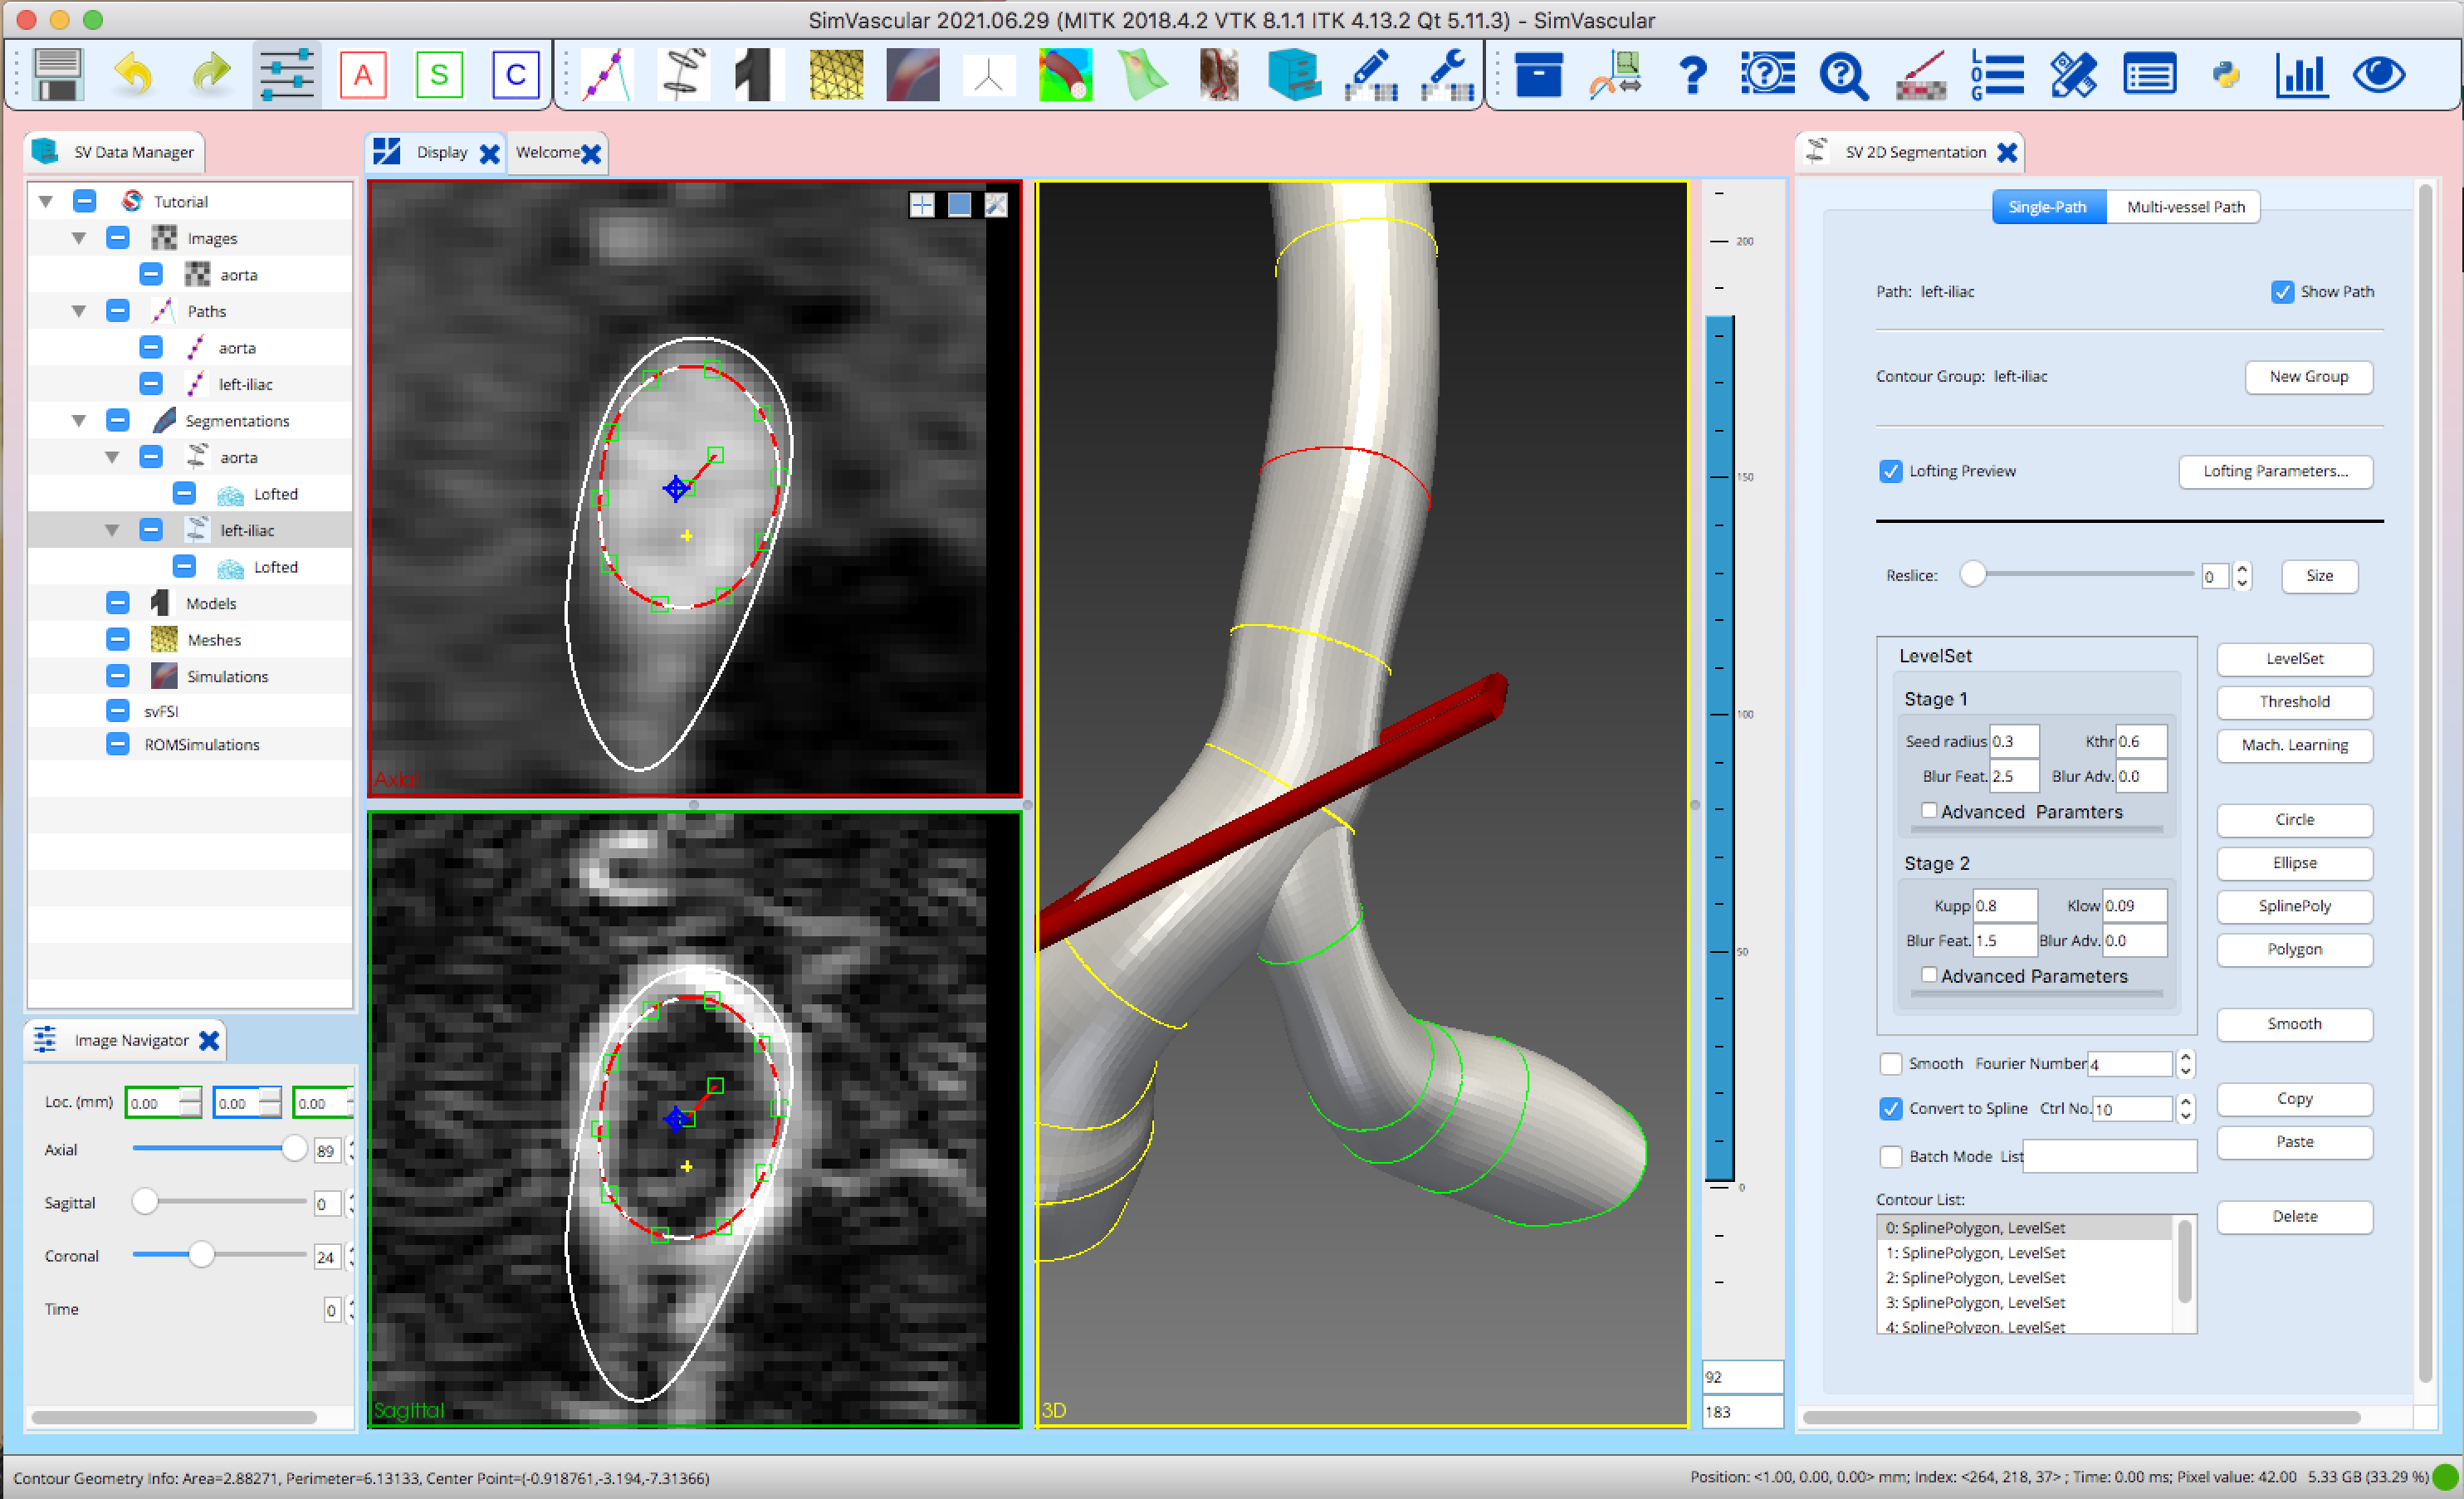 SimVascular 2021.06.29 (MITK 2018.4.2 VTK 8.1.1 ITK 4.13.2 Qt 5.11.3) - SimVascular
A S C
LOG
SV Data Manager
Tutorial
Images
aorta
Paths
aorta
left-iliac
Segmentations
aorta
Lofted
left-iliac
Lofted
Models
Meshes
Simulations
svFSI
ROMSimulations
Image Navigator
Loc. (mm) 0.00 0.00 0.00
Axial 89
Sagittal 0
Coronal 24
Time 0
Display Welcome
Axial
Sagittal
3D
200
150
100
50
0
92
183
SV 2D Segmentation
Single-Path Multi-vessel Path
Path: left-iliac Show Path
Contour Group: left-iliac New Group
Lofting Preview Lofting Parameters...
Reslice: 0 Size
LevelSet
Stage 1
Seed radius 0.3 Kthr 0.6
Blur Feat. 2.5 Blur Adv. 0.0
Advanced Paramters
Stage 2
Kupp 0.8 Klow 0.09
Blur Feat. 1.5 Blur Adv. 0.0
Advanced Parameters
LevelSet
Threshold
Mach. Learning
Circle
Ellipse
SplinePoly
Polygon
Smooth
Smooth Fourier Number 4
Convert to Spline Ctrl No. 10
Batch Mode List
Copy
Paste
Delete
Contour List:
0: SplinePolygon, LevelSet
1: SplinePolygon, LevelSet
2: SplinePolygon, LevelSet
3: SplinePolygon, LevelSet
4: SplinePolygon, LevelSet
Contour Geometry Info: Area=2.88271, Perimeter=6.13133, Center Point=(-0.918761,-3.194,-7.31366)
Position: <1.00, 0.00, 0.00> mm; Index: <264, 218, 37> ; Time: 0.00 ms; Pixel value: 42.00 5.33 GB (33.29 %)